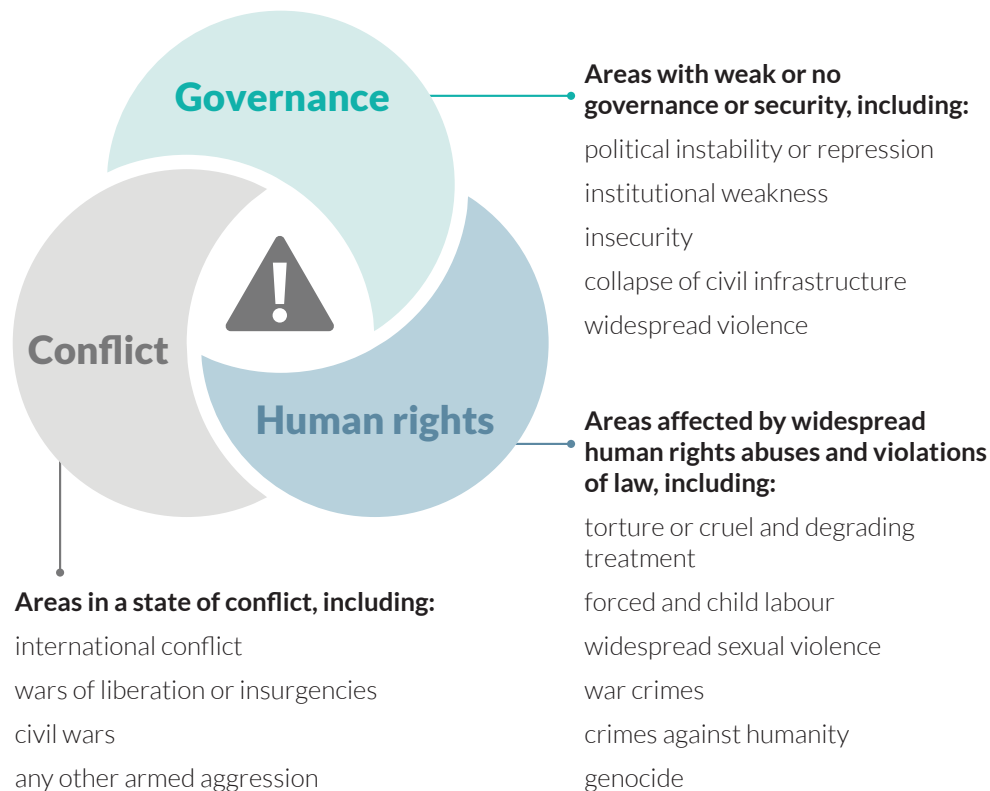 Governance
Areas with weak or no
governance or security, including:
political instability or repression
institutional weakness
insecurity
collapse of civil infrastructure
widespread violence
Conflict
Human rights
Areas affected by widespread
human rights abuses and violations
of law, including:
torture or cruel and degrading
treatment
forced and child labour
widespread sexual violence
war crimes
crimes against humanity
genocide
Areas in a state of conflict, including:
international conflict
wars of liberation or insurgencies
civil wars
any other armed aggression